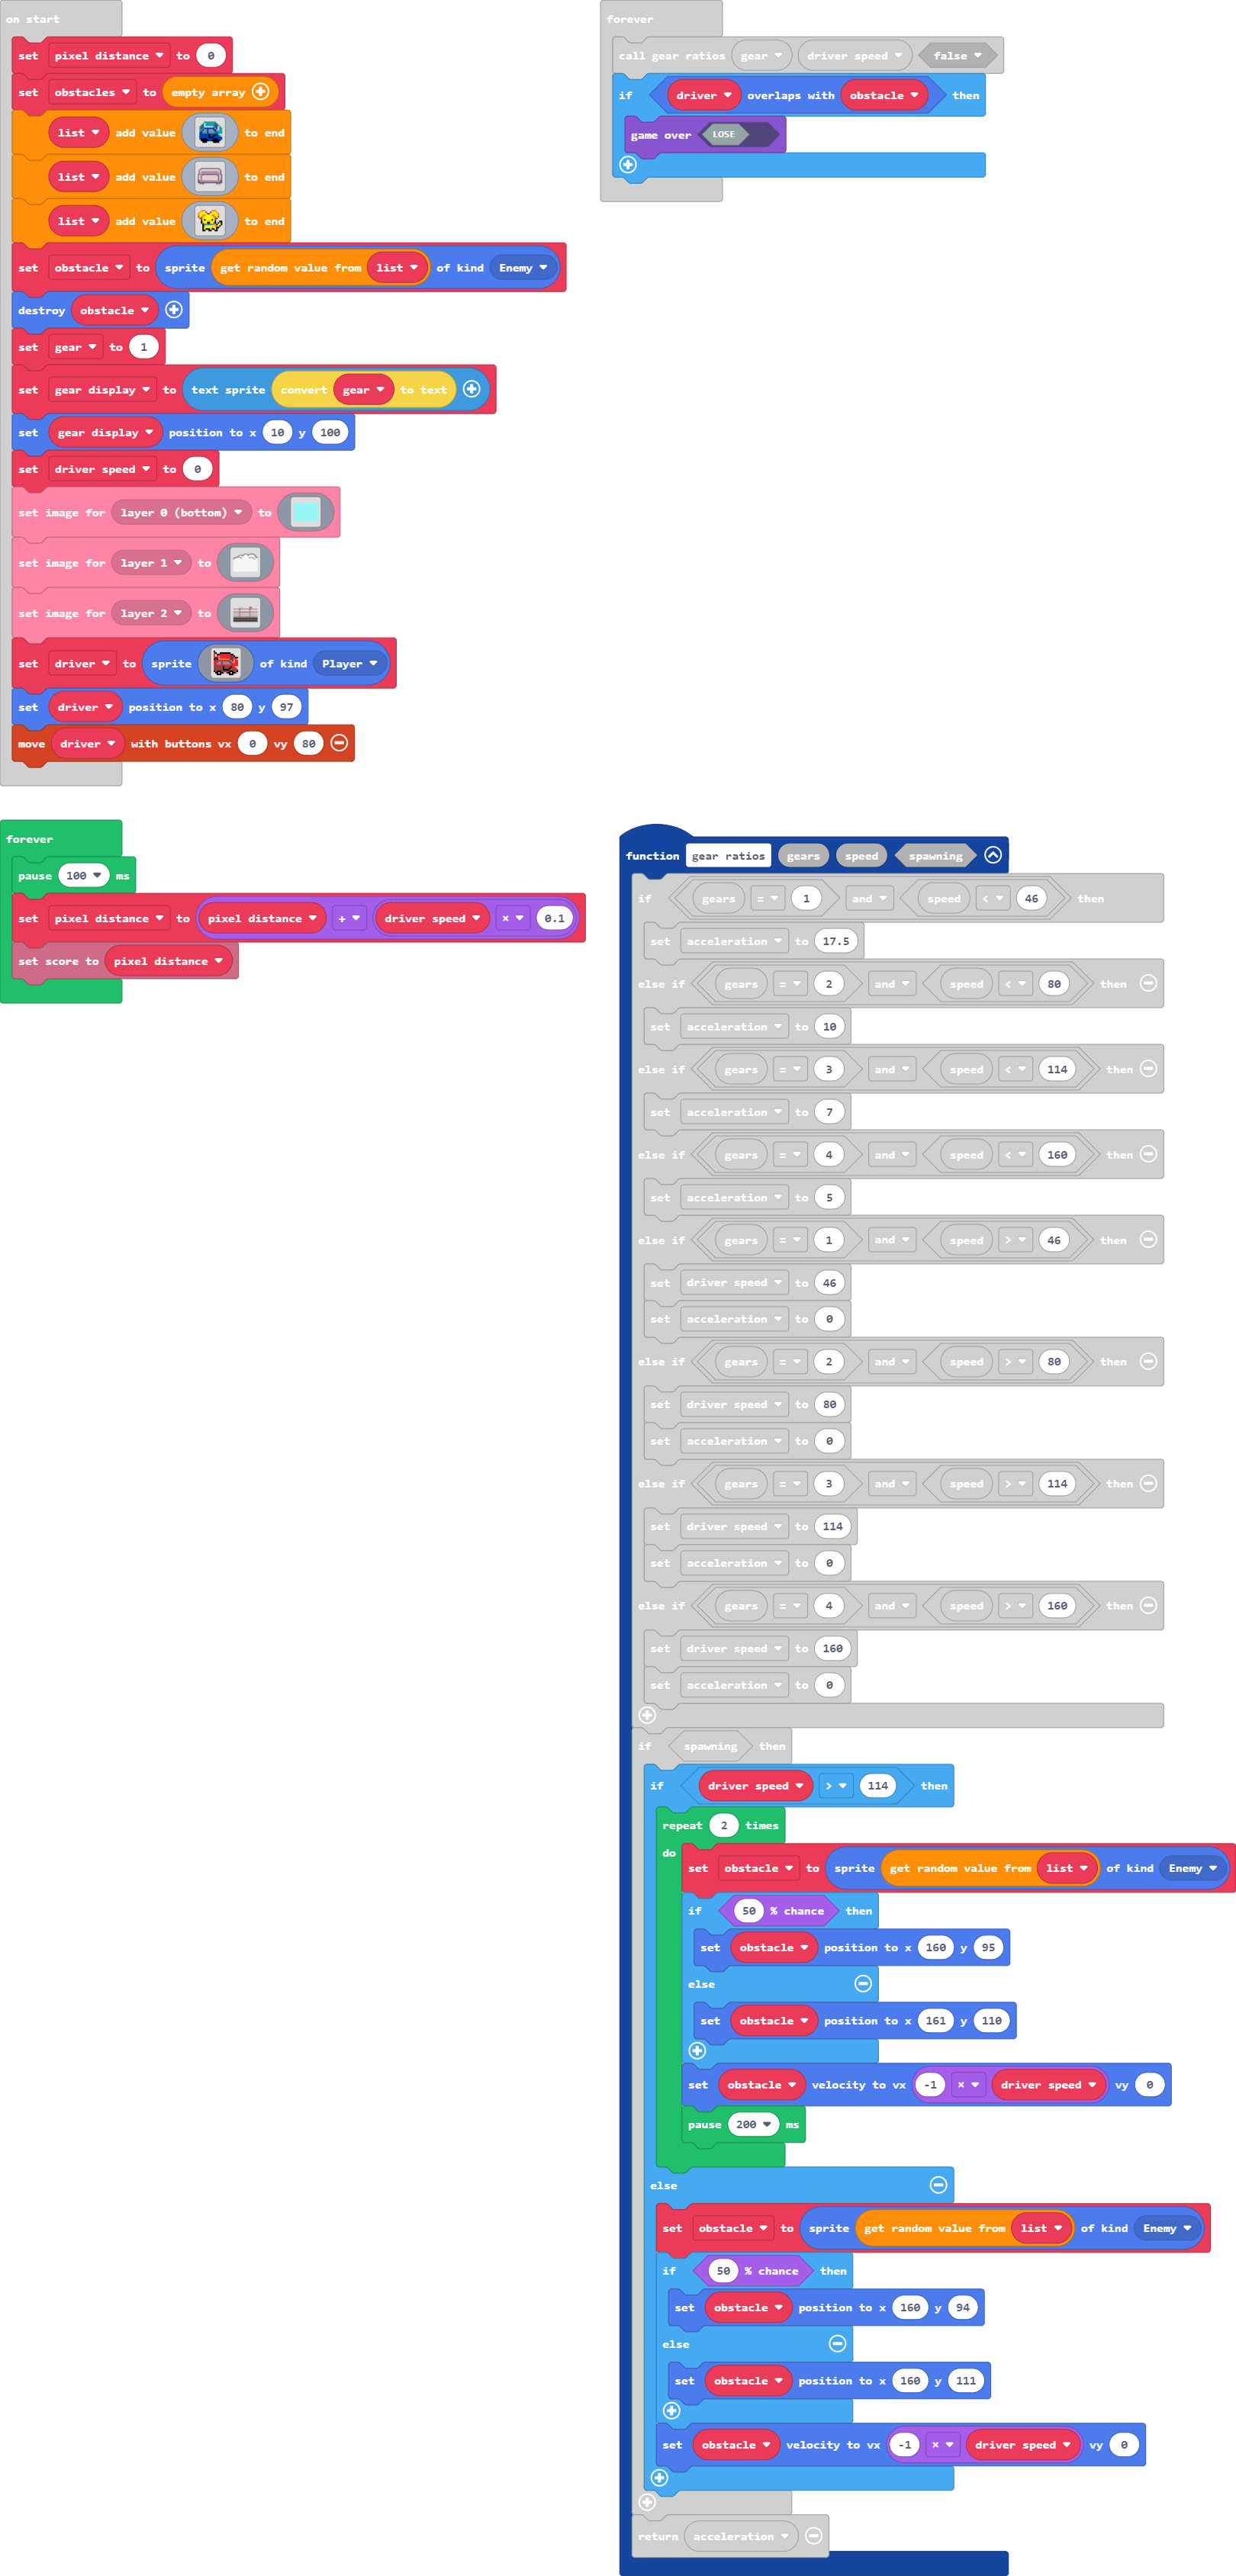 on start
set pixel distance to 0
set obstacles to empty array
list add value to end
list add value to end
list add value to end
set obstacle to sprite get random value from list of kind Enemy
destroy obstacle
set gear to 1
set gear display to text sprite convert gear to text
set gear display position to x 10 y 100
set driver speed to 0
set image for layer 0 (bottom) to
set image for layer 1 to
set image for layer 2 to
set driver to sprite of kind Player
set driver position to x 80 y 97
move driver with buttons vx 0 vy 80
forever
call gear ratios gear driver speed false
if driver overlaps with obstacle then
game over LOSE
forever
pause 100 ms
set pixel distance to pixel distance + driver speed × 0.1
set score to pixel distance
function gear ratios gears speed spawning
if gears = 1 and speed < 46 then
set acceleration to 17.5
else if gears = 2 and speed < 80 then
set acceleration to 10
else if gears = 3 and speed < 114 then
set acceleration to 7
else if gears = 4 and speed < 160 then
set acceleration to 5
else if gears = 1 and speed > 46 then
set driver speed to 46
set acceleration to 0
else if gears = 2 and speed > 80 then
set driver speed to 80
set acceleration to 0
else if gears = 3 and speed > 114 then
set driver speed to 114
set acceleration to 0
else if gears = 4 and speed > 160 then
set driver speed to 160
set acceleration to 0
if spawning then
if driver speed > 114 then
repeat 2 times
do set obstacle to sprite get random value from list of kind Enemy
if 50 % chance then
set obstacle position to x 160 y 95
else
set obstacle position to x 161 y 110
set obstacle velocity to vx -1 × driver speed vy 0
pause 200 ms
else
set obstacle to sprite get random value from list of kind Enemy
if 50 % chance then
set obstacle position to x 160 y 94
else
set obstacle position to x 160 y 111
set obstacle velocity to vx -1 × driver speed vy 0
return acceleration